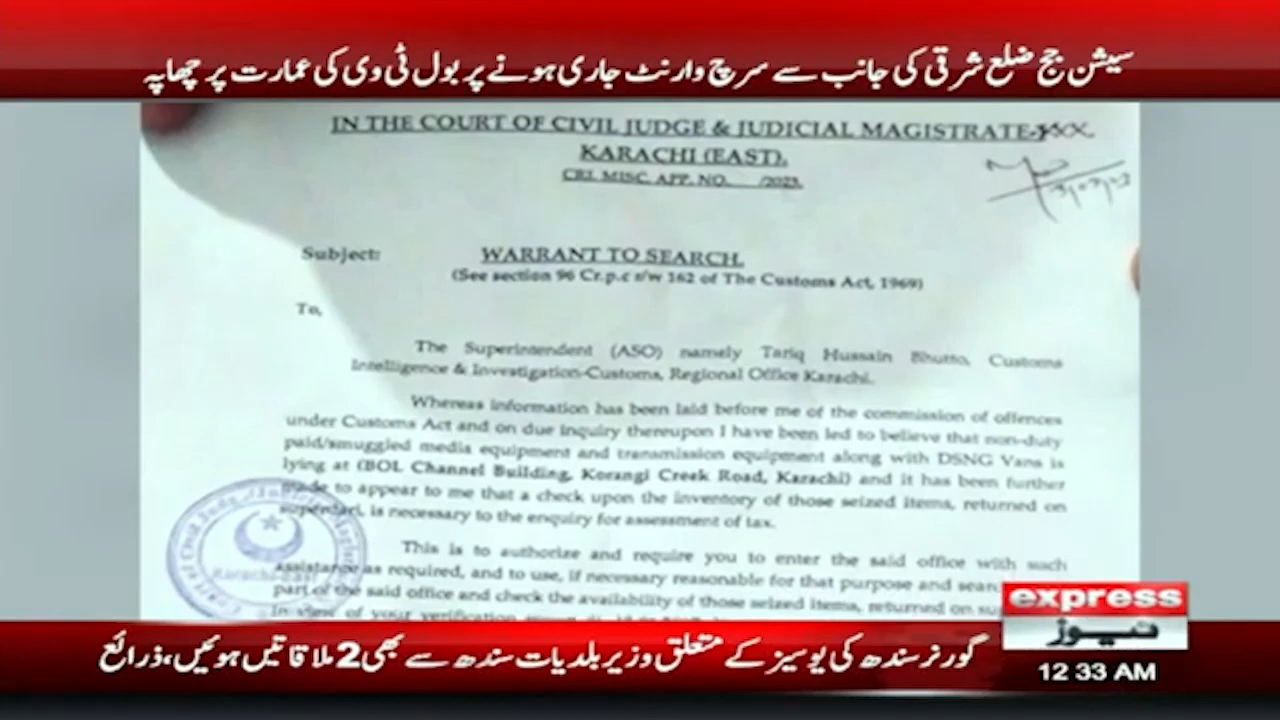 سیشن جج ضلع شرقی کی جانب سے سرچ وارنٹ جاری ہونے پر بول ٹی وی کی عمارت پر چھاپہ
IN THE COURT OF CIVIL JUDGE & JUDICIAL MAGISTRATE-
KARACHI (EAST).
CRI. MISC. APP. NO. /2023.
Subject: WARRANT TO SEARCH.
(See section 96 Cr.p.c r/w 162 of The Customs Act, 1969)
To,
The Superintendent (ASO) namely Tariq Hussain Bhutto, Customs
Intelligence & Investigation-Customs, Regional Office Karachi.
Whereas information has been laid before me of the commission of offences
under Customs Act and on due inquiry thereupon I have been led to believe that non-duty
paid/smuggled media equipment and transmission equipment along with DSNG Vans is
lying at (BOL Channel Building, Korangi Creek Road, Karachi) and it has been further
made to appear to me that a check upon the inventory of those seized items, returned on
superdari, is necessary to the enquiry for assessment of tax.
This is to authorize and require you to enter the said office with such
assistance as required, and to use, if necessary reasonable for that purpose and sear
part of the said office and check the availability of those seized items, returned on su
In view of your verification
Karachi-East
express
نیوز
گورنر سندھ کی یوسیز کے متعلق وزیر بلدیات سندھ سے بھی 2 ملاقاتیں ہوئیں، ذرائع
12:33 AM